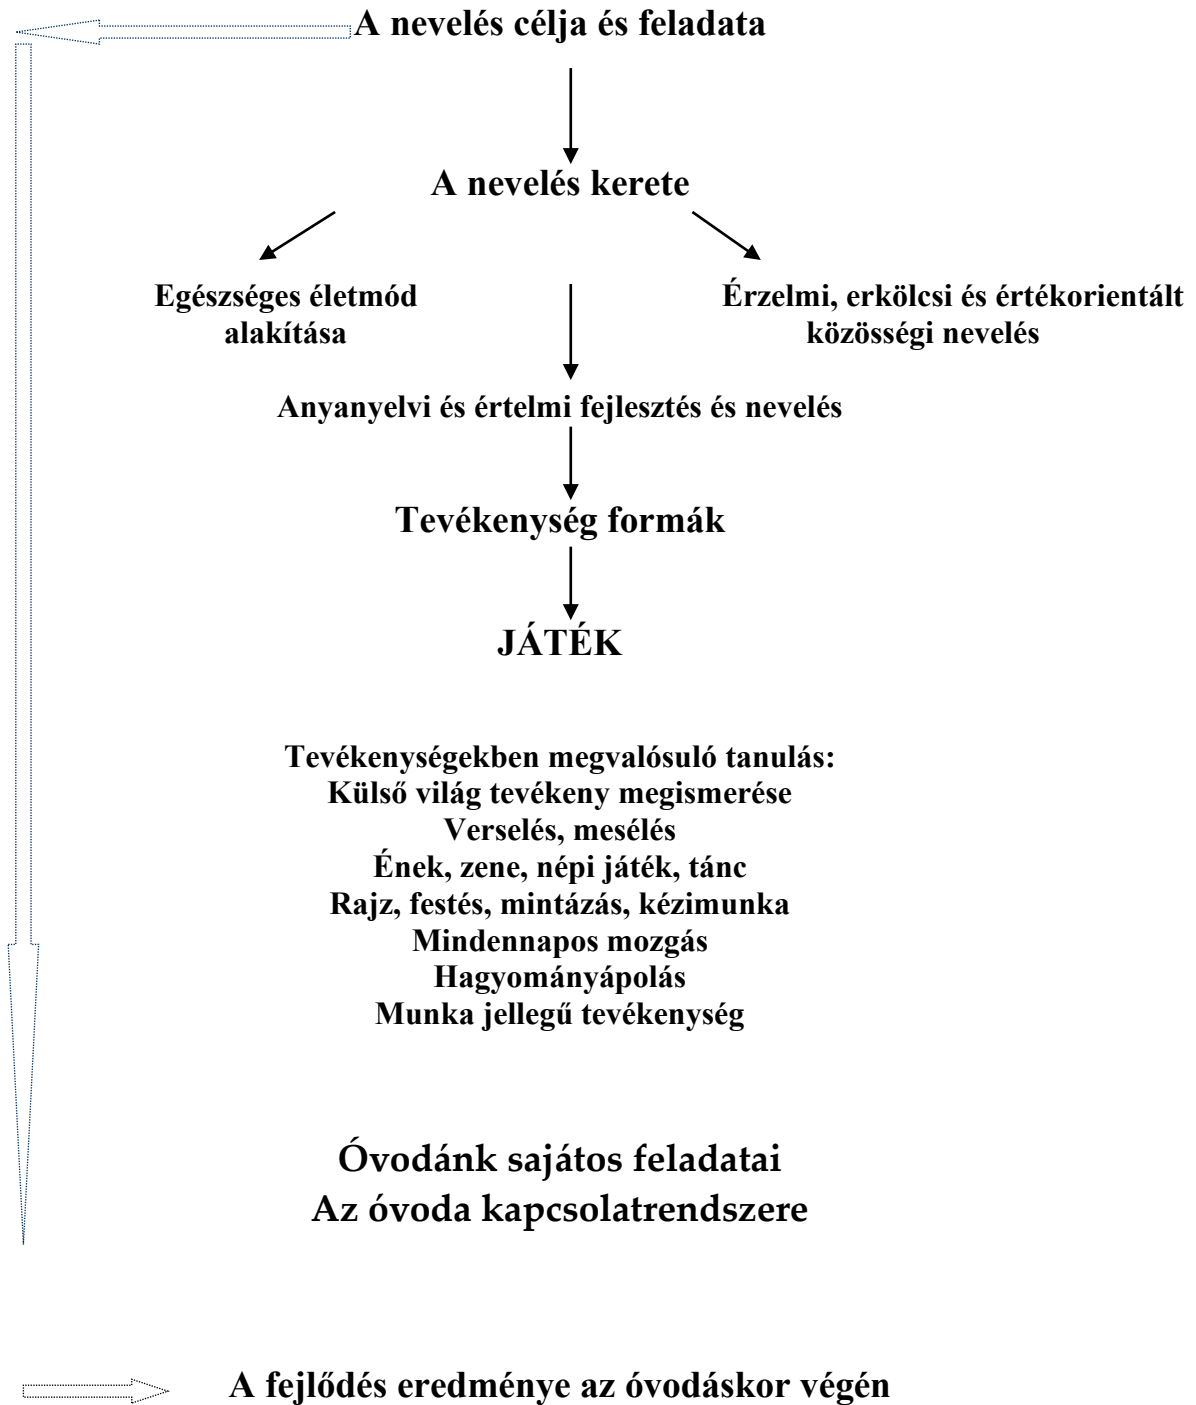 A nevelés célja és feladata
A nevelés kerete
Egészséges életmód
alakítása
Érzelmi, erkölcsi és értékorientált
közösségi nevelés
Anyanyelvi és értelmi fejlesztés és nevelés
Tevékenység formák
JÁTÉK
Tevékenységekben megvalósuló tanulás:
Külső világ tevékeny megismerése
Verselés, mesélés
Ének, zene, népi játék, tánc
Rajz, festés, mintázás, kézimunka
Mindennapos mozgás
Hagyományápolás
Munka jellegű tevékenység
Óvodánk sajátos feladatai
Az óvoda kapcsolatrendszere
A fejlődés eredménye az óvodáskor végén